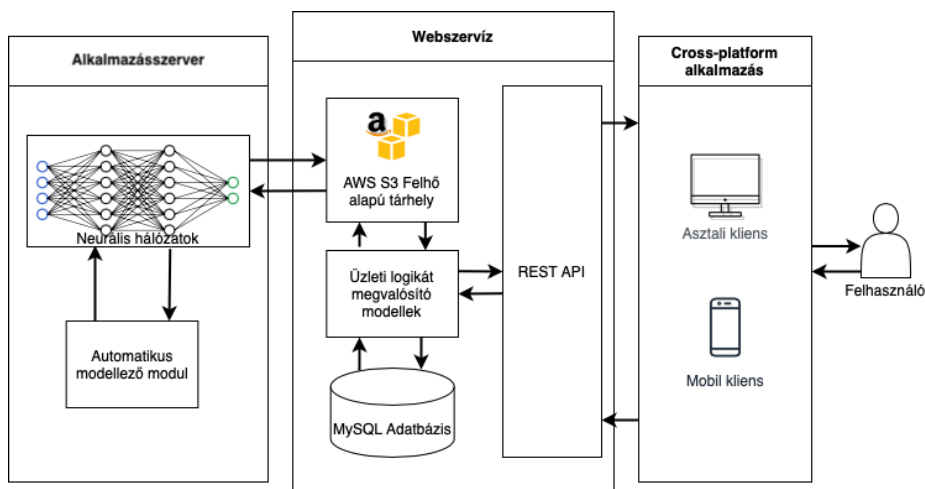 Alkalmazásszerver
Neurális hálózatok
Automatikus
modellező modul
Webszervíz
a
AWS S3 Felhő
alapú tárhely
Üzleti logikát
megvalósító
modellek
MySQL Adatbázis
REST API
Cross-platform
alkalmazás
Asztali kliens
Mobil kliens
Felhasználó